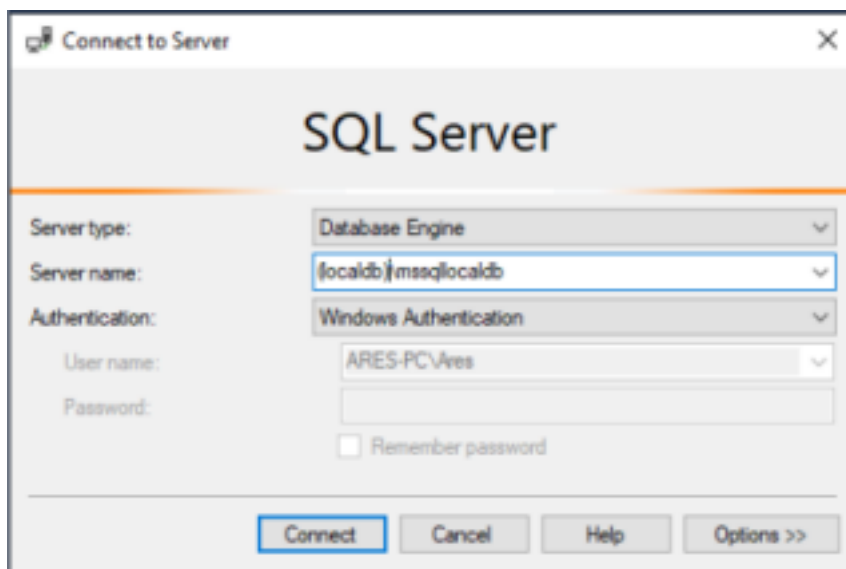 Connect to Server
SQL Server
Server type: Database Engine
Server name: (localdb)\mssqllocaldb
Authentication: Windows Authentication
User name: ARES-PC\Ares
Password:
Remember password
Connect Cancel Help Options >>